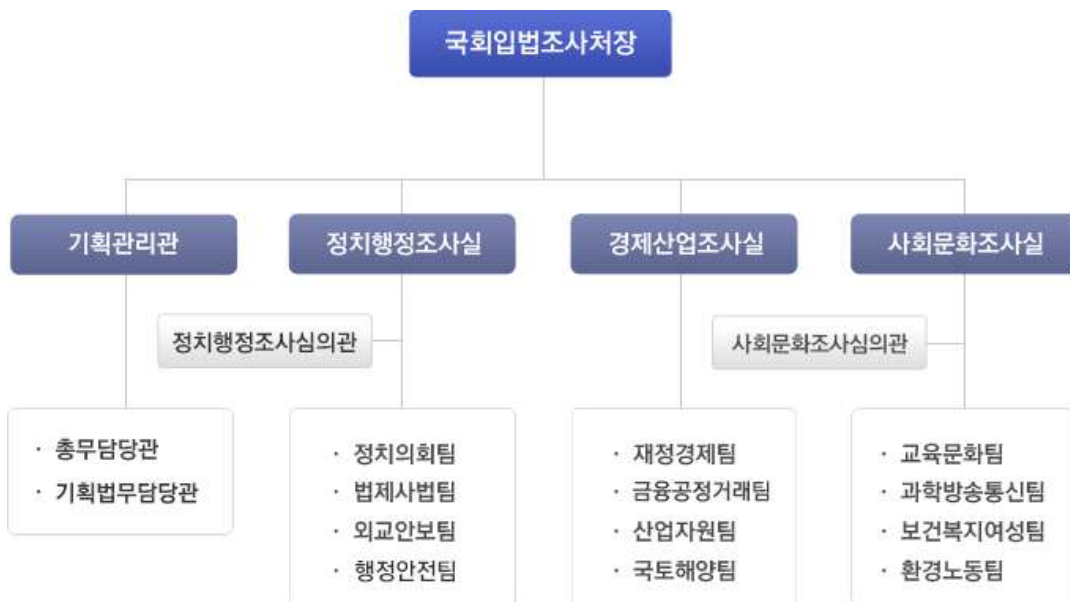 국회입법조사처장
기획관리관
정치행정조사실
경제산업조사실
사회문화조사실
정치행정조사심의관
사회문화조사심의관
· 총무담당관
· 기획법무담당관
· 정치의회팀
· 법제사법팀
· 외교안보팀
· 행정안전팀
· 재정경제팀
· 금융공정거래팀
· 산업자원팀
· 국토해양팀
· 교육문화팀
· 과학방송통신팀
· 보건복지여성팀
· 환경노동팀